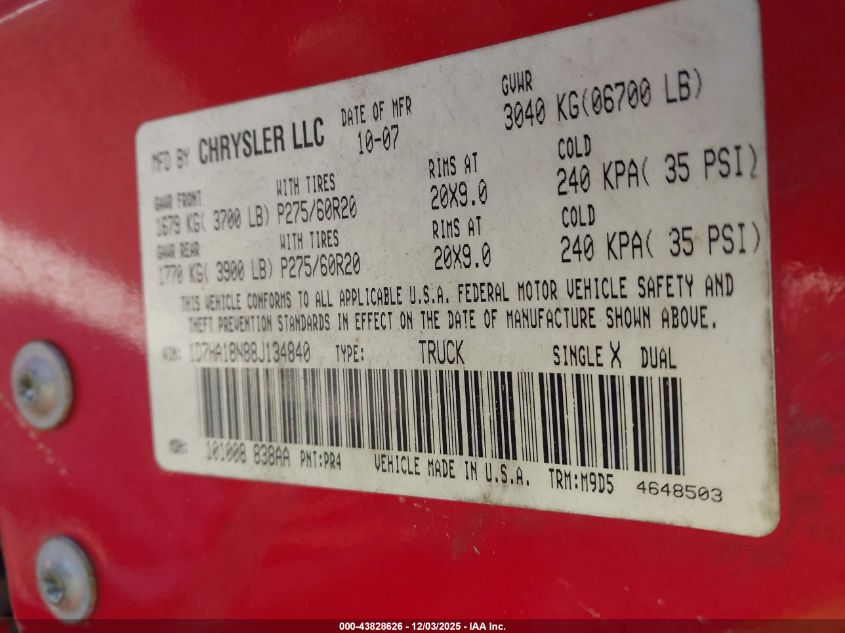 MFD BY CHRYSLER LLC DATE OF MFR GVWR
10-07 3040 KG(06700 LB)
GAWR FRONT WITH TIRES RIMS AT COLD
1679 KG( 3700 LB) P275/60R20 20X9.0 240 KPA( 35 PSI)
GAWR REAR WITH TIRES RIMS AT COLD
1770 KG( 3900 LB) P275/60R20 20X9.0 240 KPA( 35 PSI)
THIS VEHICLE CONFORMS TO ALL APPLICABLE U.S.A. FEDERAL MOTOR VEHICLE SAFETY AND
THEFT PREVENTION STANDARDS IN EFFECT ON THE DATE OF MANUFACTURE SHOWN ABOVE.
VIN: 1D7HA18N88J134840 TYPE: TRUCK SINGLE X DUAL
MDH: 101008 838AA PNT:PR4 VEHICLE MADE IN U.S.A. TRM:M9D5 4648503
000-43828626 - 12/03/2025 - IAA Inc.